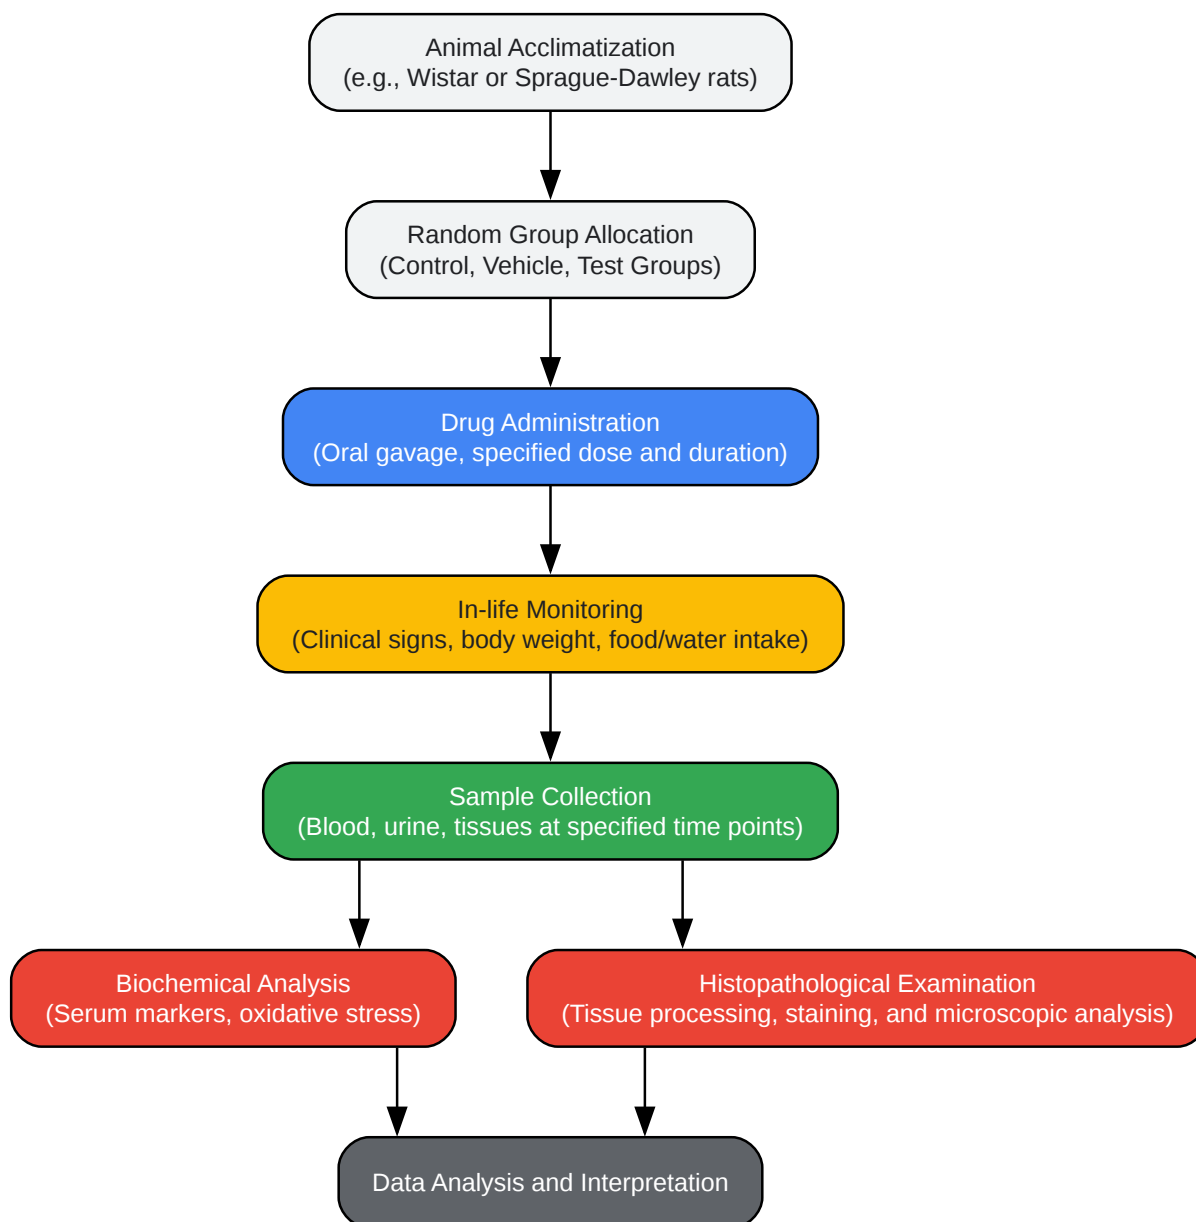 Animal Acclimatization
(e.g., Wistar or Sprague-Dawley rats)
Random Group Allocation
(Control, Vehicle, Test Groups)
Drug Administration
(Oral gavage, specified dose and duration)
In-life Monitoring
(Clinical signs, body weight, food/water intake)
Sample Collection
(Blood, urine, tissues at specified time points)
Biochemical Analysis
(Serum markers, oxidative stress)
Histopathological Examination
(Tissue processing, staining, and microscopic analysis)
Data Analysis and Interpretation